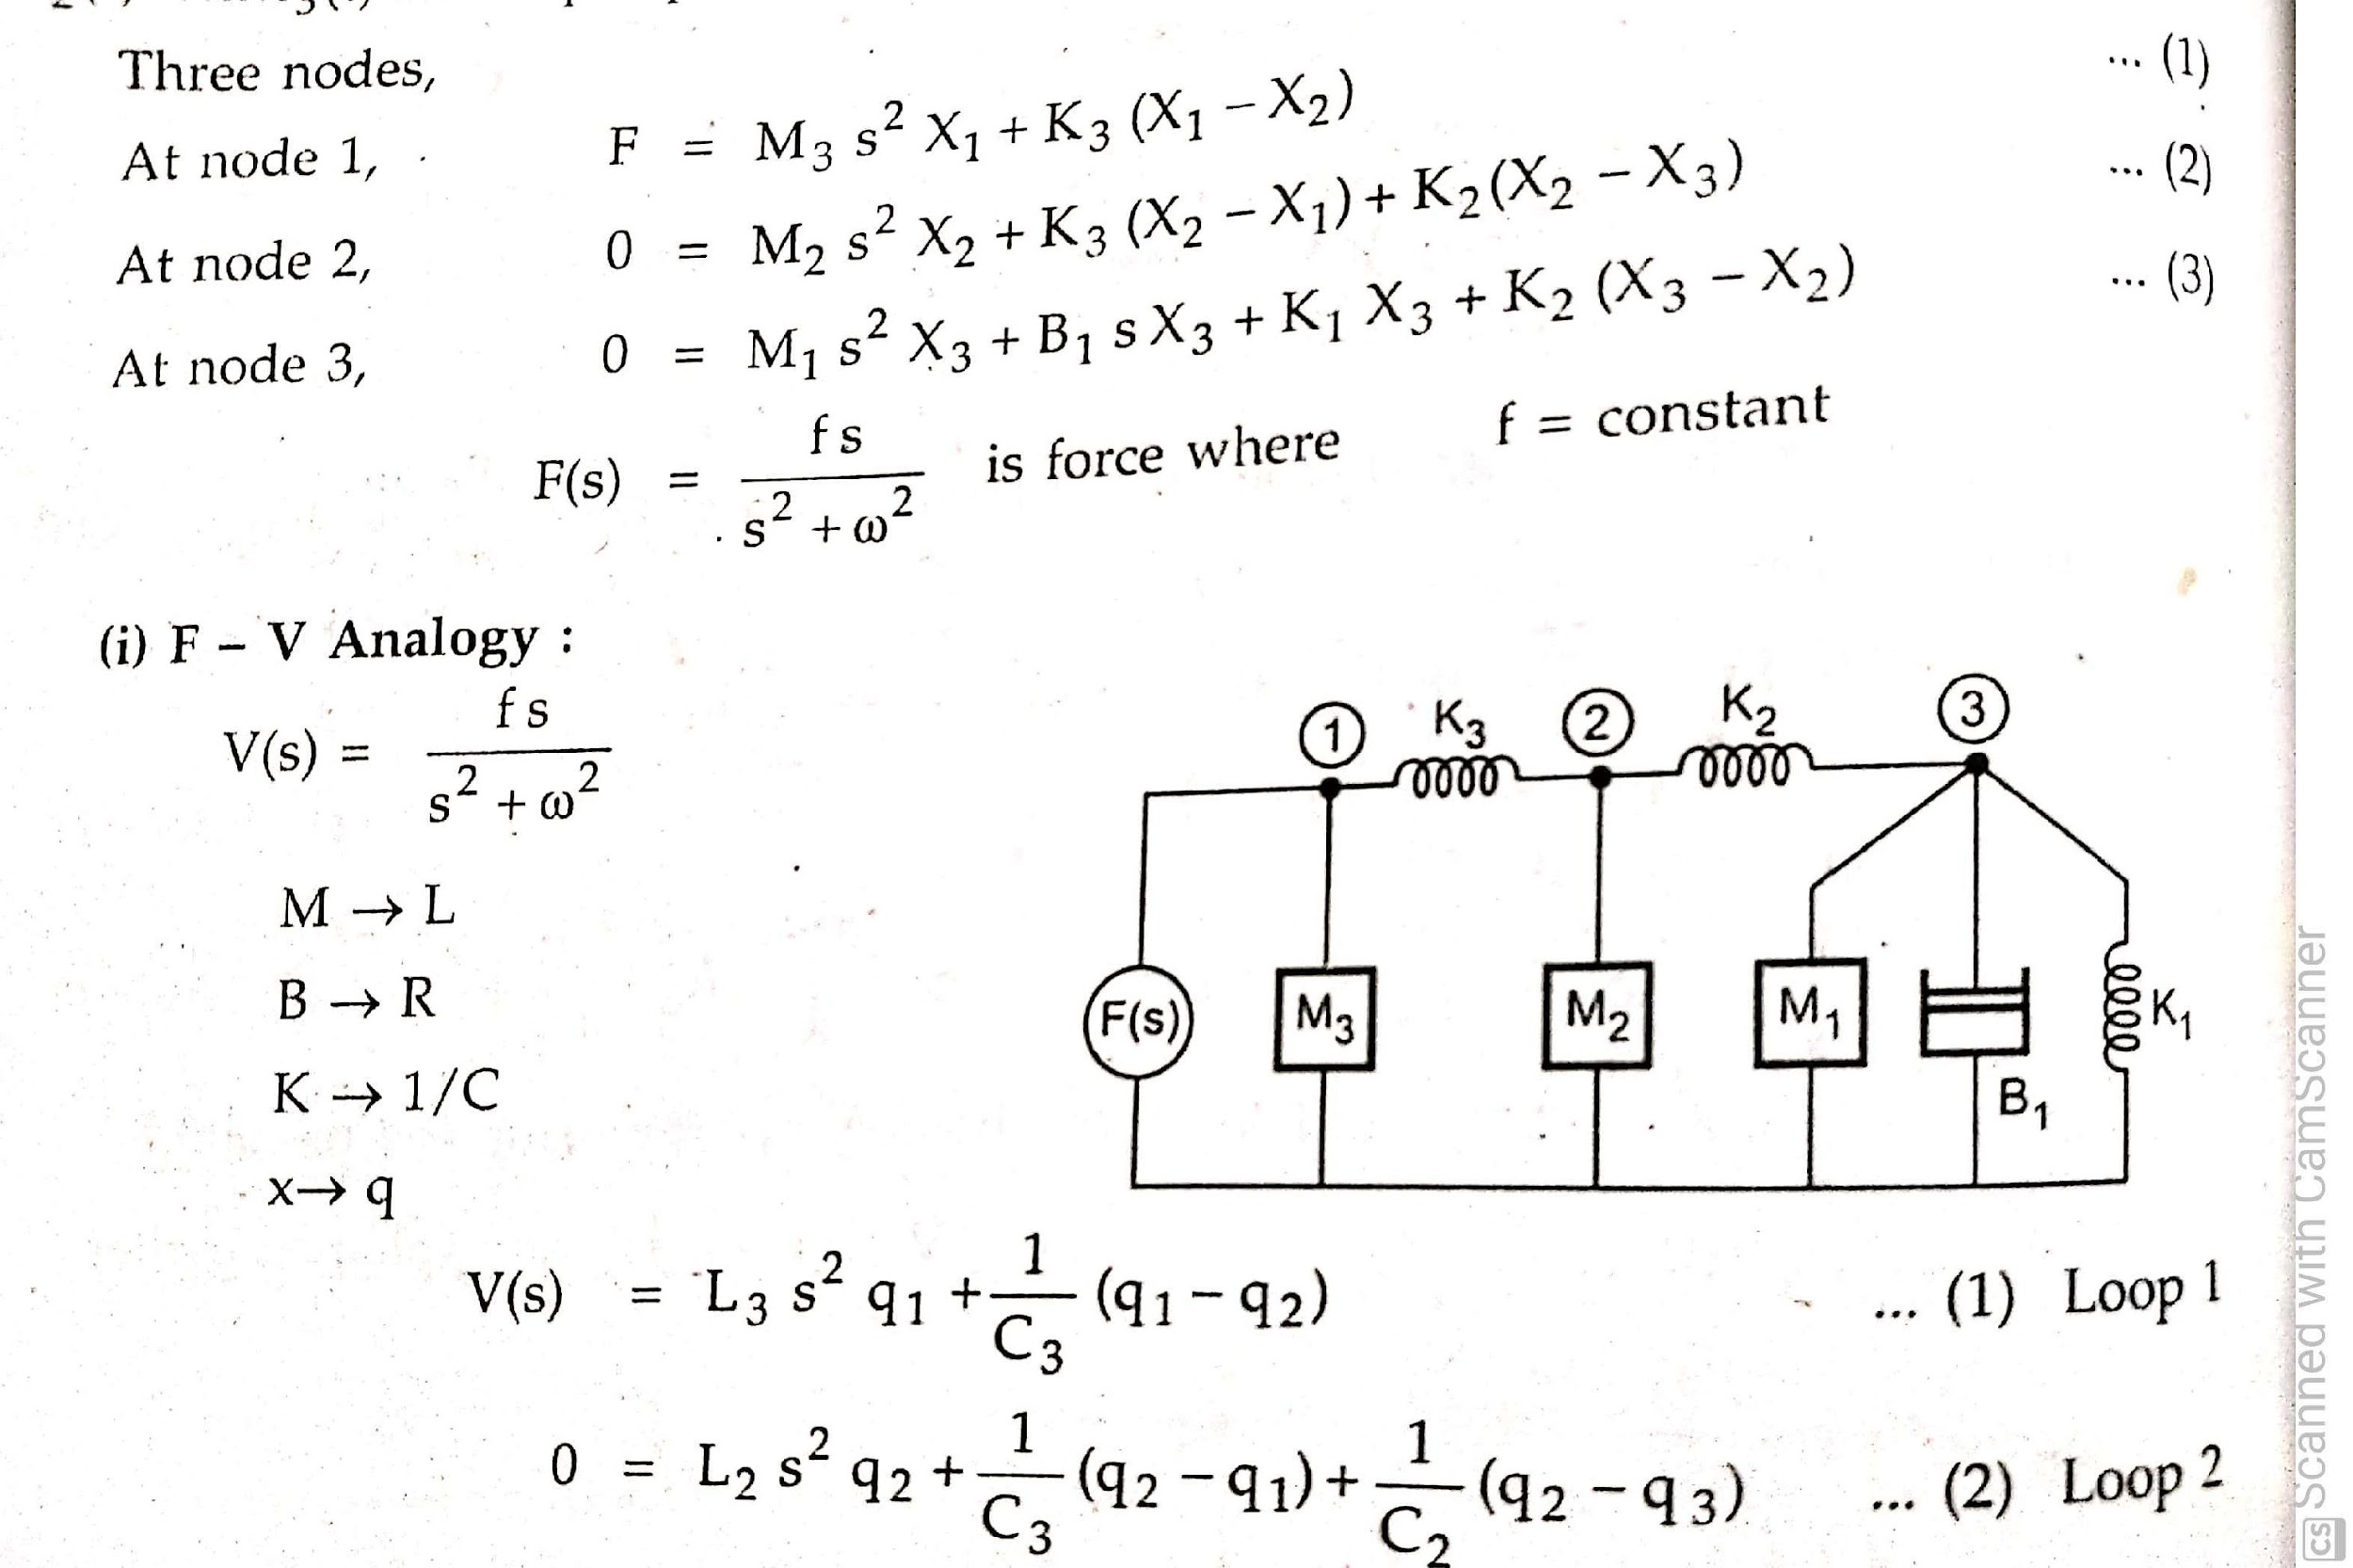 Three nodes,
... (1)
At node 1, F = M₃ s² X₁ + K₃ (X₁ − X₂)
... (2)
At node 2, 0 = M₂ s² X₂ + K₃ (X₂ − X₁) + K₂(X₂ − X₃)
... (3)
At node 3, 0 = M₁ s² X₃ + B₁ s X₃ + K₁ X₃ + K₂ (X₃ − X₂)
F(s) = f s / (s² + ω²) is force where f = constant
(i) F − V Analogy :
V(s) = f s / (s² + ω²)
M → L
B → R
K → 1/C
x → q
1 K₃ 2 K₂ 3
F(s) M₃ M₂ M₁ K₁
B₁
V(s) = L₃ s² q₁ + 1/C₃ (q₁ − q₂) ... (1) Loop 1
0 = L₂ s² q₂ + 1/C₃ (q₂ − q₁) + 1/C₂ (q₂ − q₃) ... (2) Loop 2
CS Scanned with CamScanner